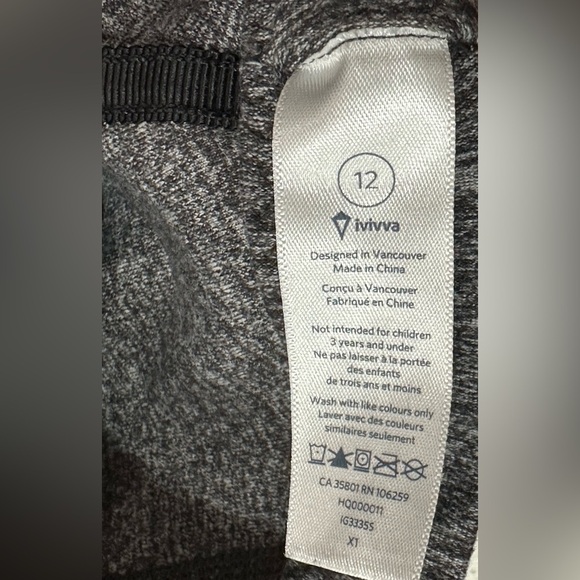 12
ivivva
Designed in Vancouver
Made in China
Conçu à Vancouver
Fabriqué en Chine
Not intended for children
3 years and under
Ne pas laisser à la portée
des enfants
de trois ans et moins
Wash with like colours only
Laver avec des couleurs
similaires seulement
CA 35801 RN 106259
HQ000011
IG3335S
X1